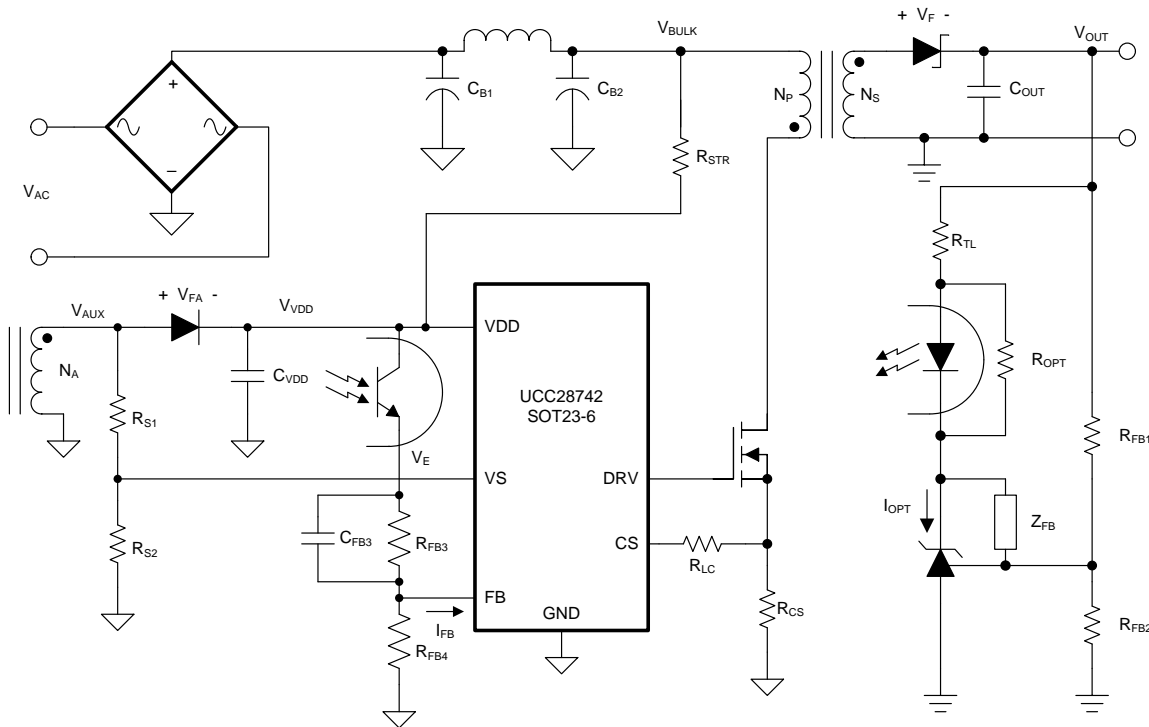 + V_F -
V_BULK
V_OUT
+
C_B1
C_B2
N_P
N_S
C_OUT
R_STR
−
V_AC
R_TL
+ V_FA -
V_AUX
V_VDD
VDD
R_OPT
N_A
C_VDD
UCC28742
SOT23-6
R_S1
R_FB1
V_E
VS
DRV
I_OPT
Z_FB
C_FB3
R_FB3
R_S2
CS
R_LC
FB
R_CS
GND
I_FB
R_FB2
R_FB4